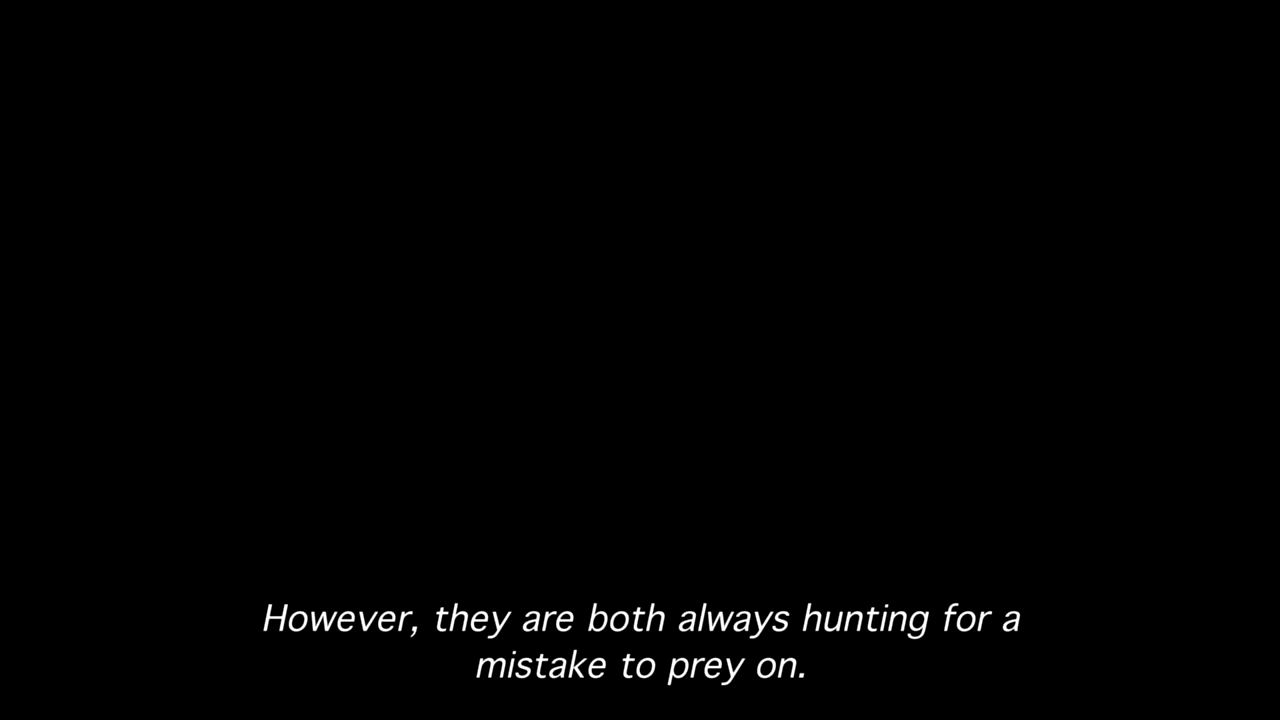 However, they are both always hunting for a
mistake to prey on.